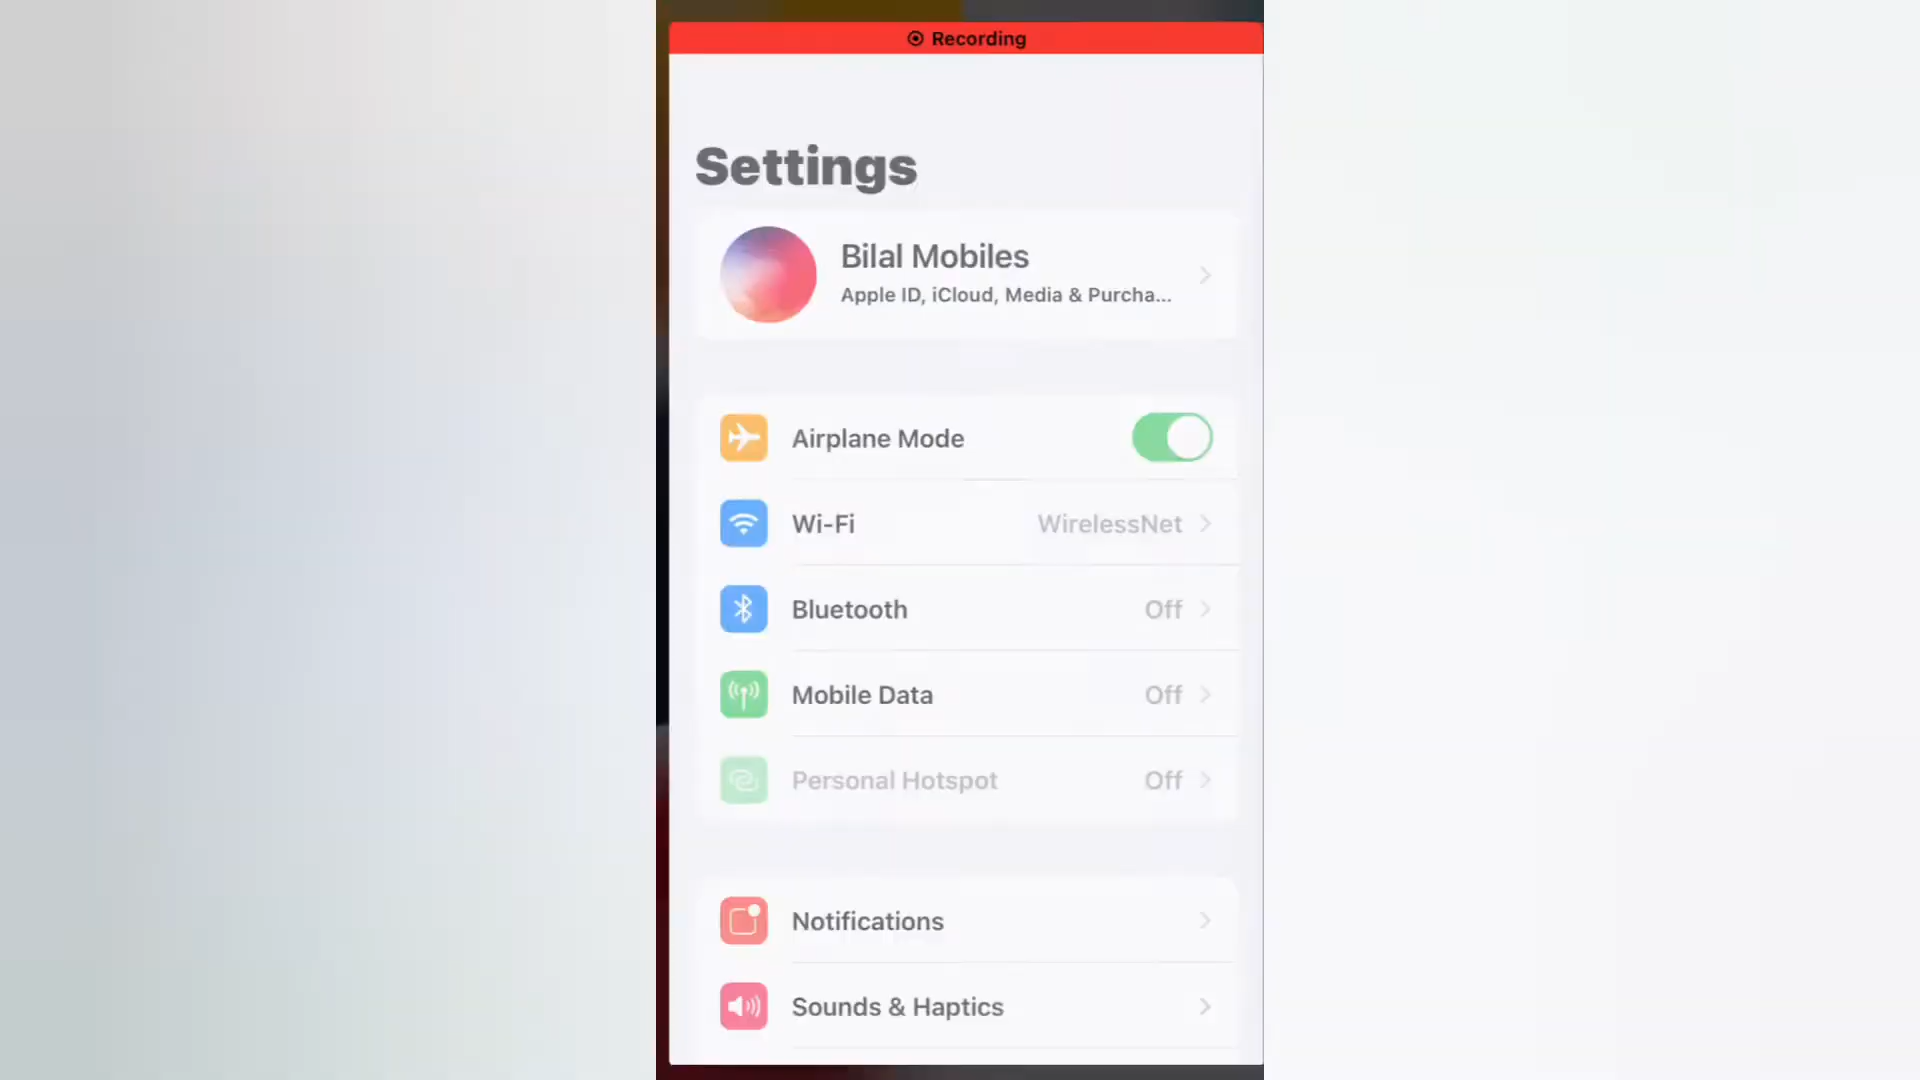 Recording
Settings
Bilal Mobiles
Apple ID, iCloud, Media & Purcha...
Airplane Mode
Wi-Fi WirelessNet
Bluetooth Off
Mobile Data Off
Personal Hotspot Off
Notifications
Sounds & Haptics